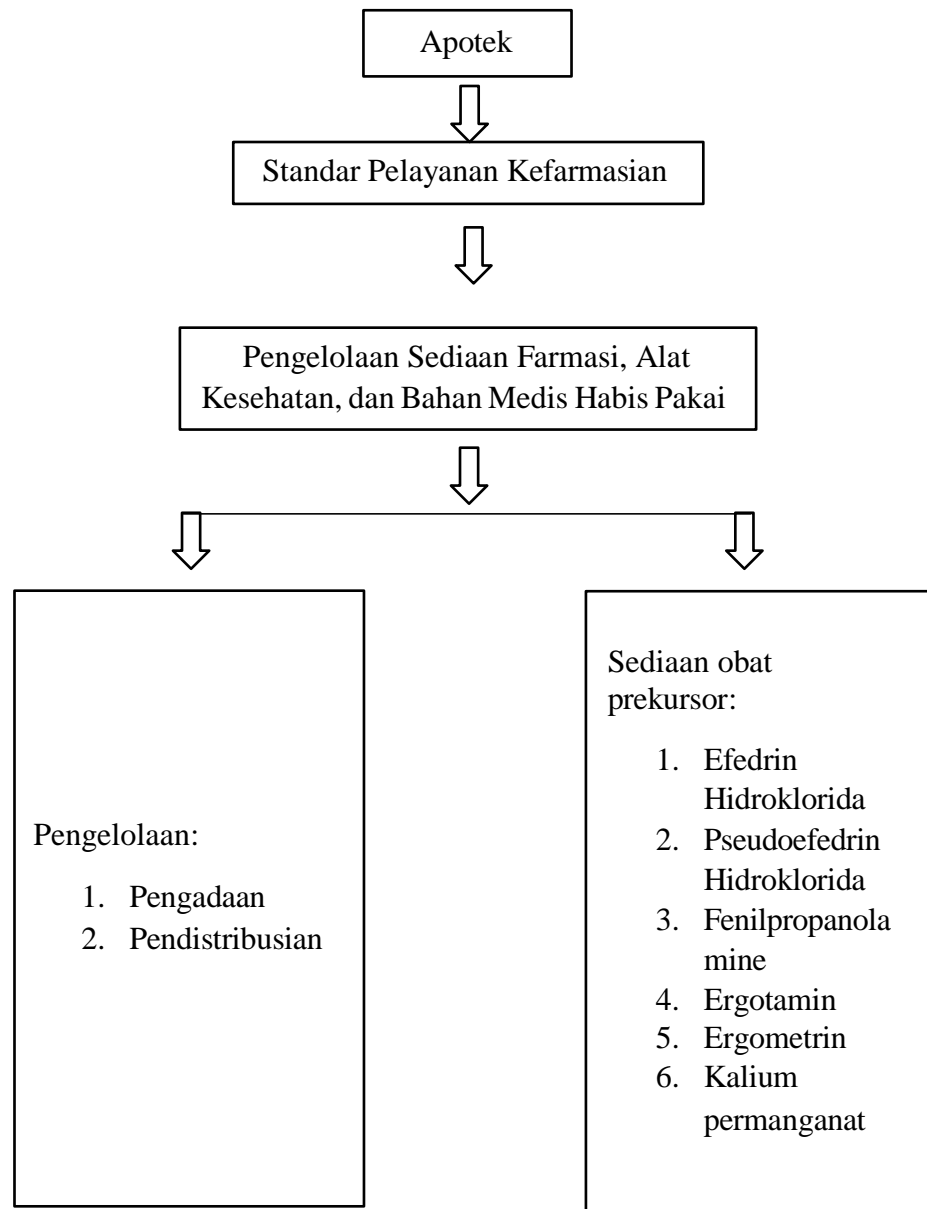 Apotek
Standar Pelayanan Kefarmasian
Pengelolaan Sediaan Farmasi, Alat
Kesehatan, dan Bahan Medis Habis Pakai
Pengelolaan:
1. Pengadaan
2. Pendistribusian
Sediaan obat
prekursor:
1. Efedrin
Hidroklorida
2. Pseudoefedrin
Hidroklorida
3. Fenilpropanola
mine
4. Ergotamin
5. Ergometrin
6. Kalium
permanganat